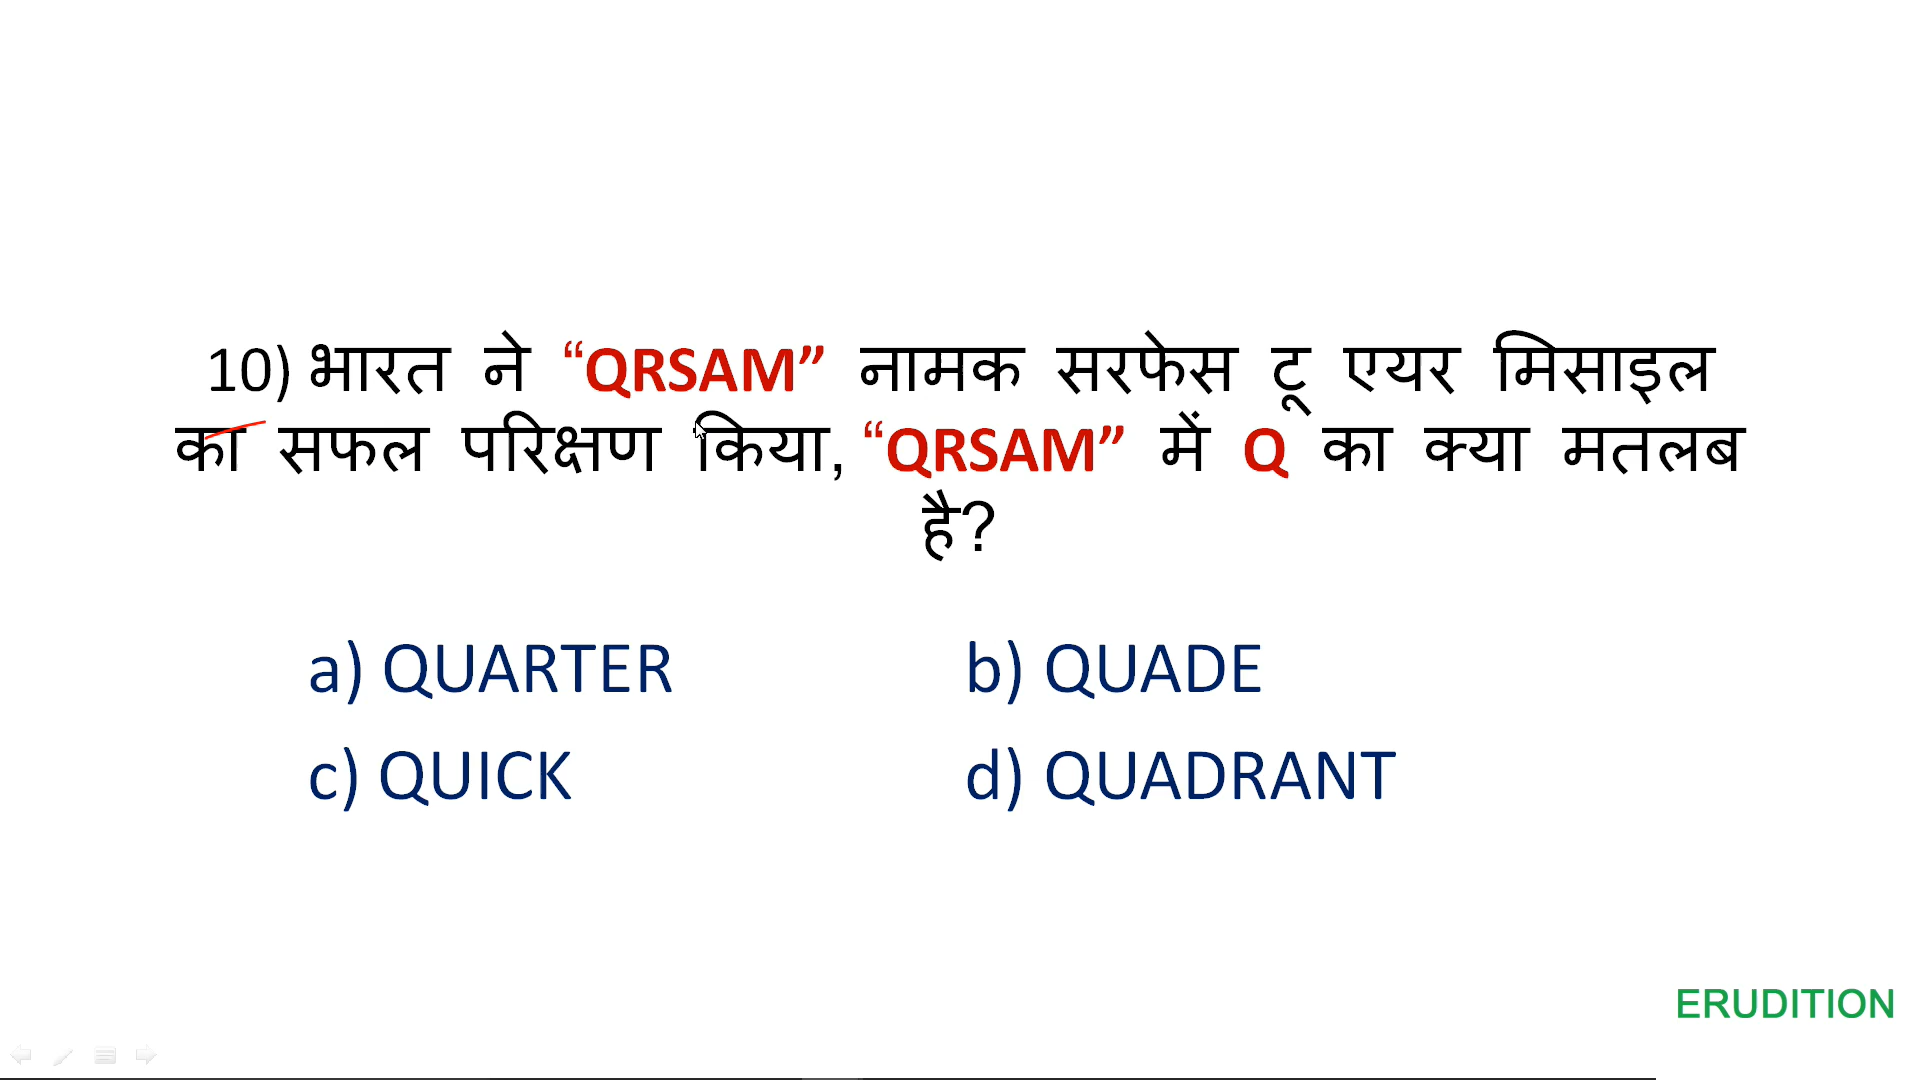 10) भारत ने “QRSAM” नामक सरफेस टू एयर मिसाइल
का सफल परिक्षण किया, “QRSAM” में Q का क्या मतलब
है?
a) QUARTER b) QUADE
c) QUICK d) QUADRANT
ERUDITION